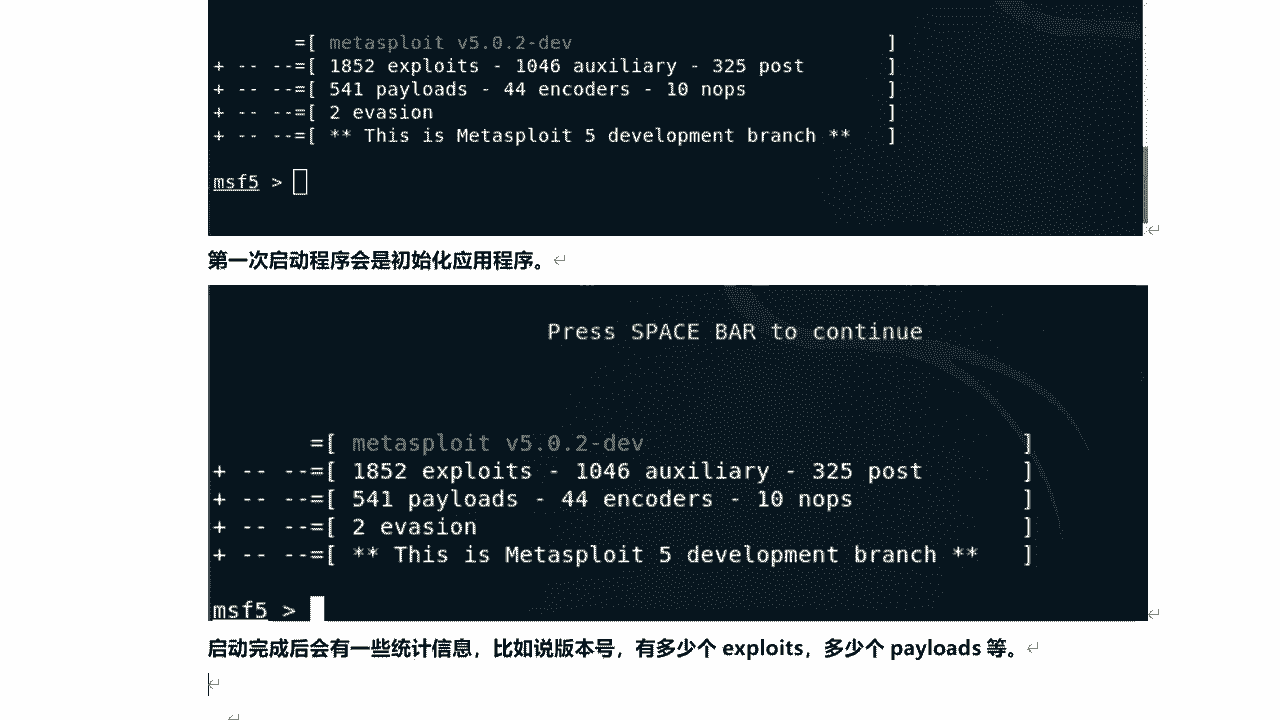 =[ metasploit v5.0.2-dev ]
+ -- --=[ 1852 exploits - 1046 auxiliary - 325 post ]
+ -- --=[ 541 payloads - 44 encoders - 10 nops ]
+ -- --=[ 2 evasion ]
+ -- --=[ ** This is Metasploit 5 development branch ** ]
msf5 >
第一次启动程序会是初始化应用程序。
Press SPACE BAR to continue
=[ metasploit v5.0.2-dev ]
+ -- --=[ 1852 exploits - 1046 auxiliary - 325 post ]
+ -- --=[ 541 payloads - 44 encoders - 10 nops ]
+ -- --=[ 2 evasion ]
+ -- --=[ ** This is Metasploit 5 development branch ** ]
msf5 >
启动完成后会有一些统计信息，比如说版本号，有多少个 exploits，多少个 payloads 等。